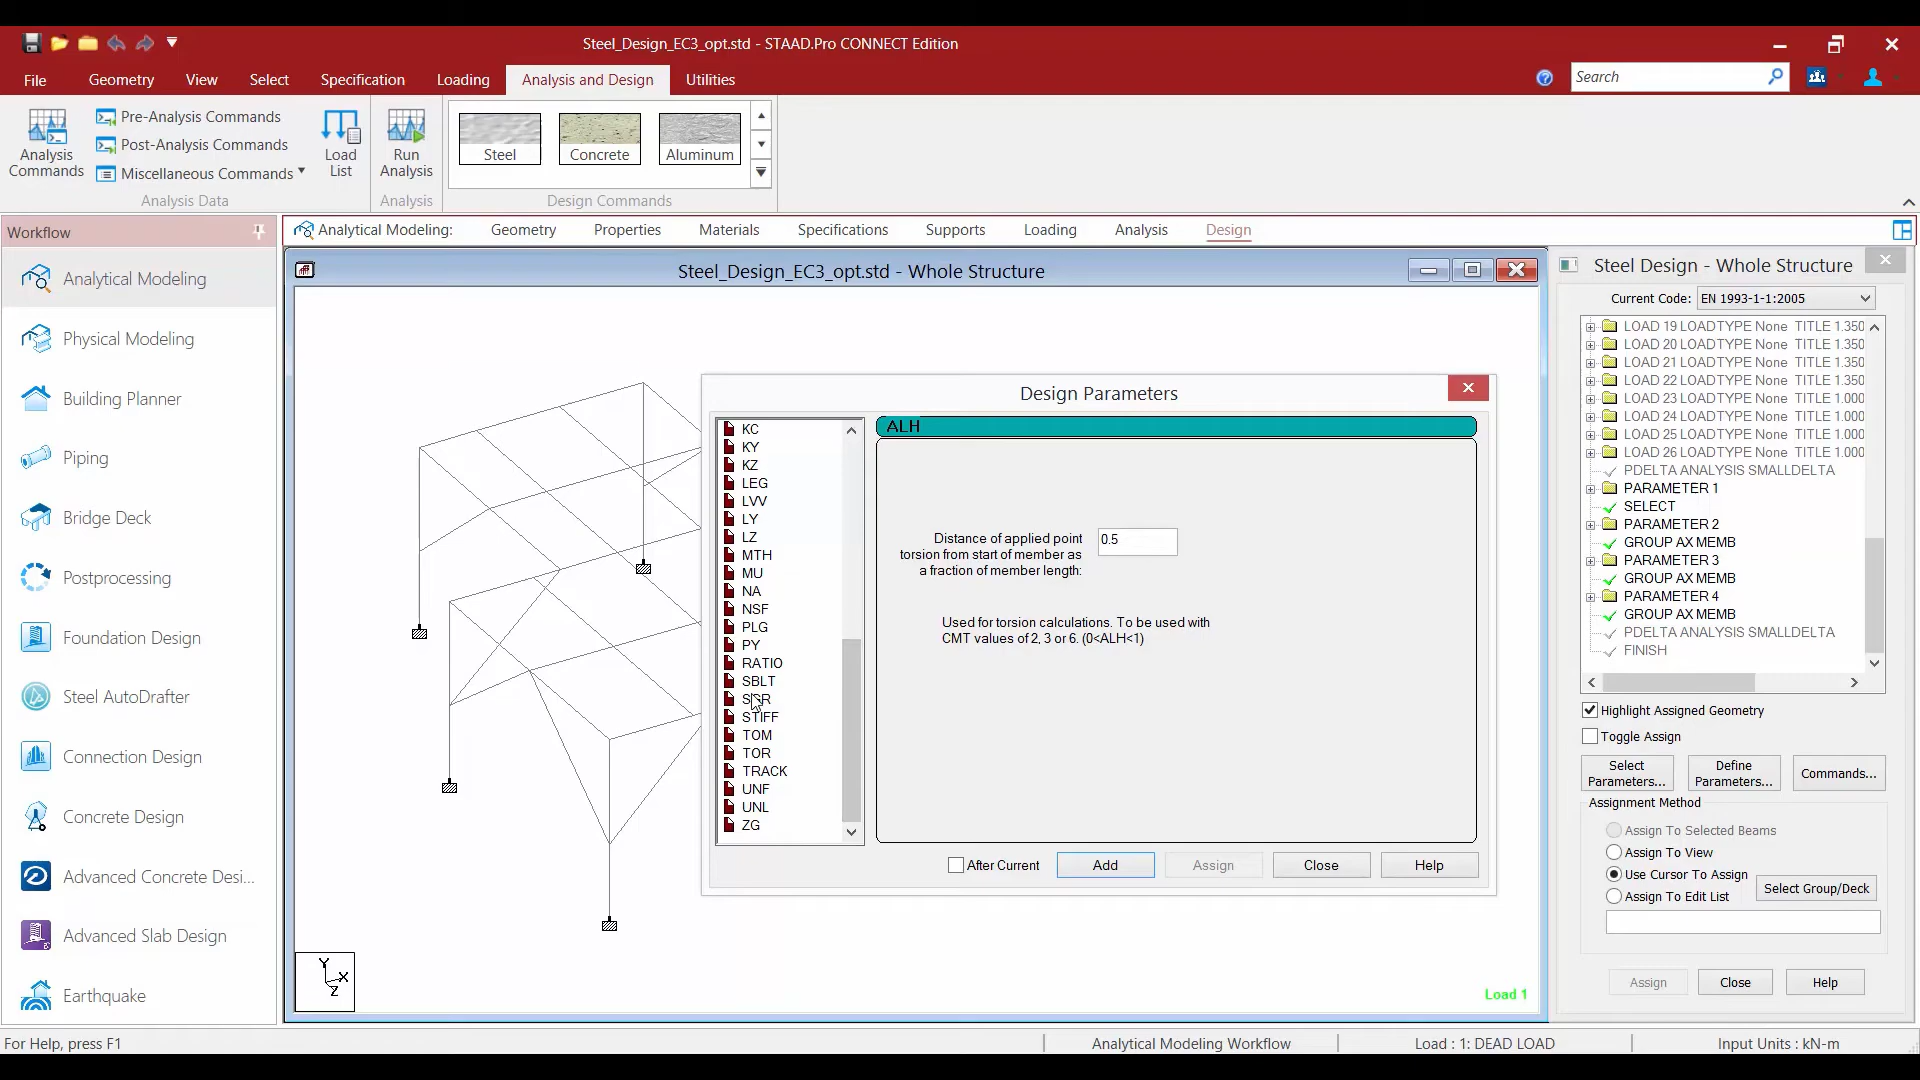 Steel_Design_EC3_opt.std - STAAD.Pro CONNECT Edition
File
Geometry
View
Select
Specification
Loading
Analysis and Design
Utilities
Search
Analysis Commands
Pre-Analysis Commands
Post-Analysis Commands
Miscellaneous Commands
Load List
Run Analysis
Steel
Concrete
Aluminum
Analysis Data
Analysis
Design Commands
Workflow
Analytical Modeling
Physical Modeling
Building Planner
Piping
Bridge Deck
Postprocessing
Foundation Design
Steel AutoDrafter
Connection Design
Concrete Design
Advanced Concrete Desi...
Advanced Slab Design
Earthquake
Analytical Modeling:
Geometry
Properties
Materials
Specifications
Supports
Loading
Analysis
Design
Steel_Design_EC3_opt.std - Whole Structure
Y
X
Z
Load 1
Design Parameters
KC
KY
KZ
LEG
LVV
LY
LZ
MTH
MU
NA
NSF
PLG
PY
RATIO
SBLT
STIFF
TOM
TOR
TRACK
UNF
UNL
ZG
ALH
Distance of applied point
torsion from start of member as
a fraction of member length:
0.5
Used for torsion calculations. To be used with
CMT values of 2, 3 or 6. (0<ALH<1)
After Current
Add
Assign
Close
Help
Steel Design - Whole Structure
Current Code:
EN 1993-1-1:2005
LOAD 19 LOADTYPE None TITLE 1.350
LOAD 20 LOADTYPE None TITLE 1.350
LOAD 21 LOADTYPE None TITLE 1.350
LOAD 22 LOADTYPE None TITLE 1.350
LOAD 23 LOADTYPE None TITLE 1.000
LOAD 24 LOADTYPE None TITLE 1.000
LOAD 25 LOADTYPE None TITLE 1.000
LOAD 26 LOADTYPE None TITLE 1.000
PDELTA ANALYSIS SMALLDELTA
PARAMETER 1
SELECT
PARAMETER 2
GROUP AX MEMB
PARAMETER 3
GROUP AX MEMB
PARAMETER 4
GROUP AX MEMB
PDELTA ANALYSIS SMALLDELTA
FINISH
Highlight Assigned Geometry
Toggle Assign
Select Parameters...
Define Parameters...
Commands...
Assignment Method
Assign To Selected Beams
Assign To View
Use Cursor To Assign
Assign To Edit List
Select Group/Deck
Assign
Close
Help
For Help, press F1
Analytical Modeling Workflow
Load : 1: DEAD LOAD
Input Units : kN-m